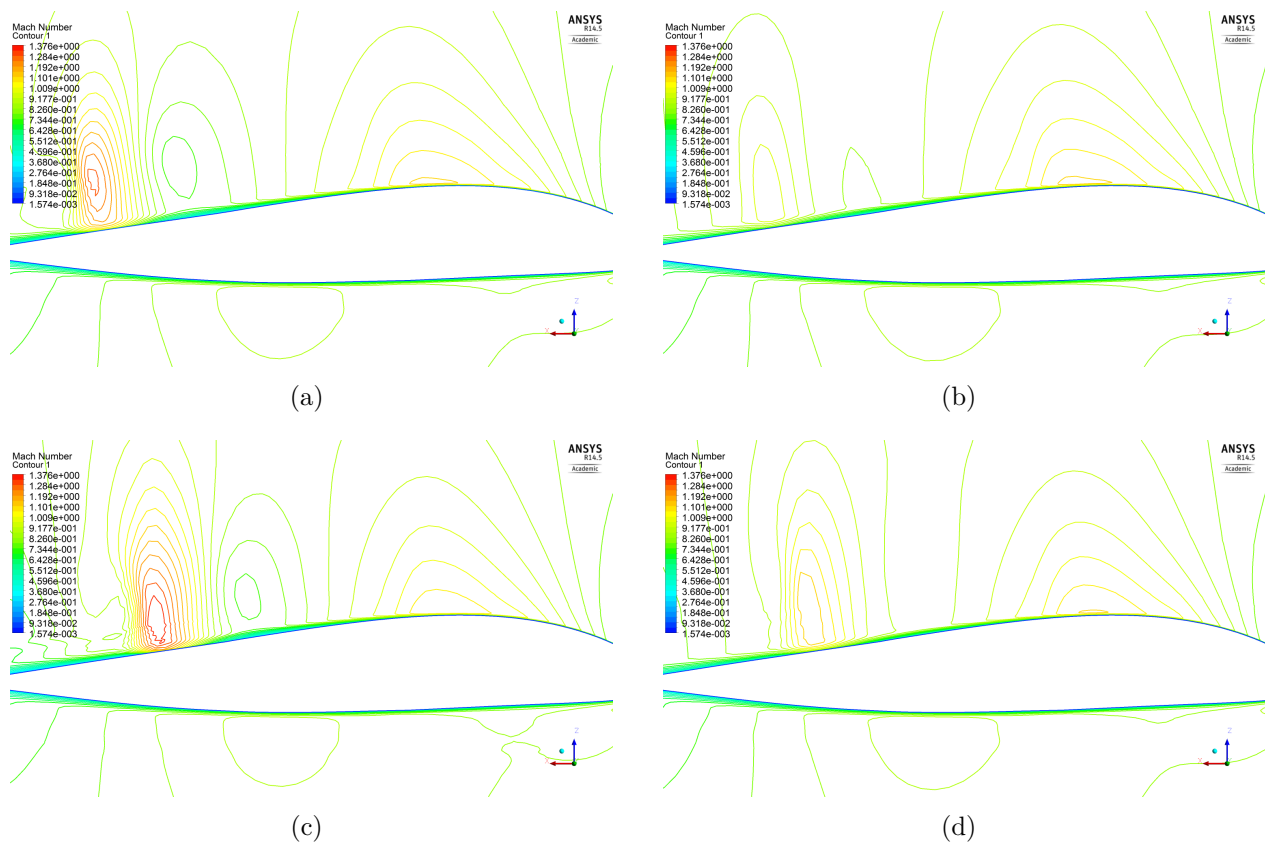 Mach Number
Contour 1
1.376e+000
1.284e+000
1.192e+000
1.101e+000
1.009e+000
9.177e-001
8.260e-001
7.344e-001
6.428e-001
5.512e-001
4.596e-001
3.680e-001
2.764e-001
1.848e-001
9.318e-002
1.574e-003
ANSYS
R14.5
Academic
Z
X
(a)
Mach Number
Contour 1
1.376e+000
1.284e+000
1.192e+000
1.101e+000
1.009e+000
9.177e-001
8.260e-001
7.344e-001
6.428e-001
5.512e-001
4.596e-001
3.680e-001
2.764e-001
1.848e-001
9.318e-002
1.574e-003
ANSYS
R14.5
Academic
Z
X
(b)
Mach Number
Contour 1
1.376e+000
1.284e+000
1.192e+000
1.101e+000
1.009e+000
9.177e-001
8.260e-001
7.344e-001
6.428e-001
5.512e-001
4.596e-001
3.680e-001
2.764e-001
1.848e-001
9.318e-002
1.574e-003
ANSYS
R14.5
Academic
Z
X
(c)
Mach Number
Contour 1
1.376e+000
1.284e+000
1.192e+000
1.101e+000
1.009e+000
9.177e-001
8.260e-001
7.344e-001
6.428e-001
5.512e-001
4.596e-001
3.680e-001
2.764e-001
1.848e-001
9.318e-002
1.574e-003
ANSYS
R14.5
Academic
Z
X
(d)